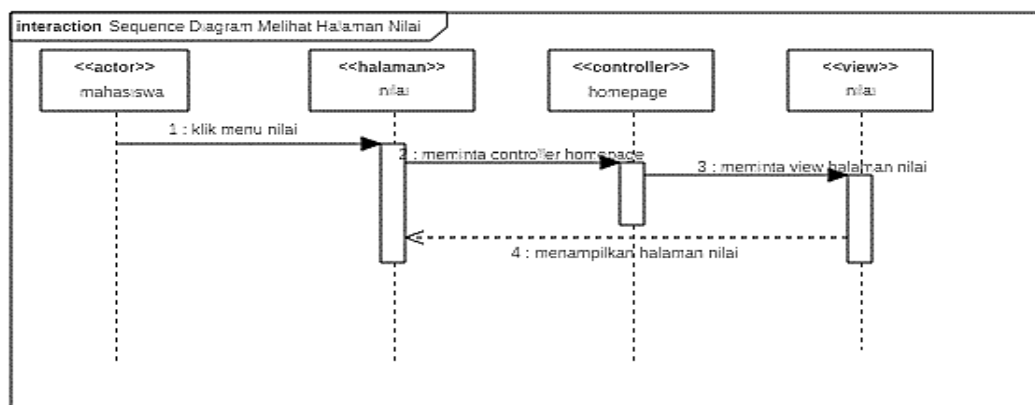 interaction Sequence Diagram Melihat Halaman Nilai
<<actor>>
mahasiswa
<<halaman>>
nilai
<<controller>>
homepage
<<view>>
nilai
1 : klik menu nilai
2 : meminta controller homepage
3 : meminta view halaman nilai
4 : menampilkan halaman nilai